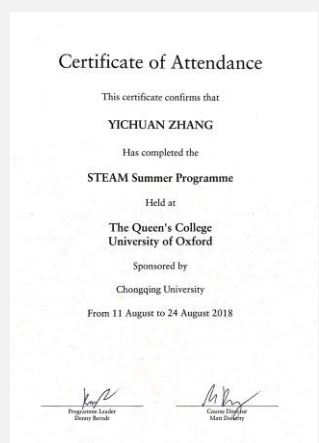 Certificate of Attendance
This certificate confirms that
YICHUAN ZHANG
Has completed the
STEAM Summer Programme
Held at
The Queen's College
University of Oxford
Sponsored by
Chongqing University
From 11 August to 24 August 2018
Programme Leader
Denny Berndt
Course Director
Matt Doherty